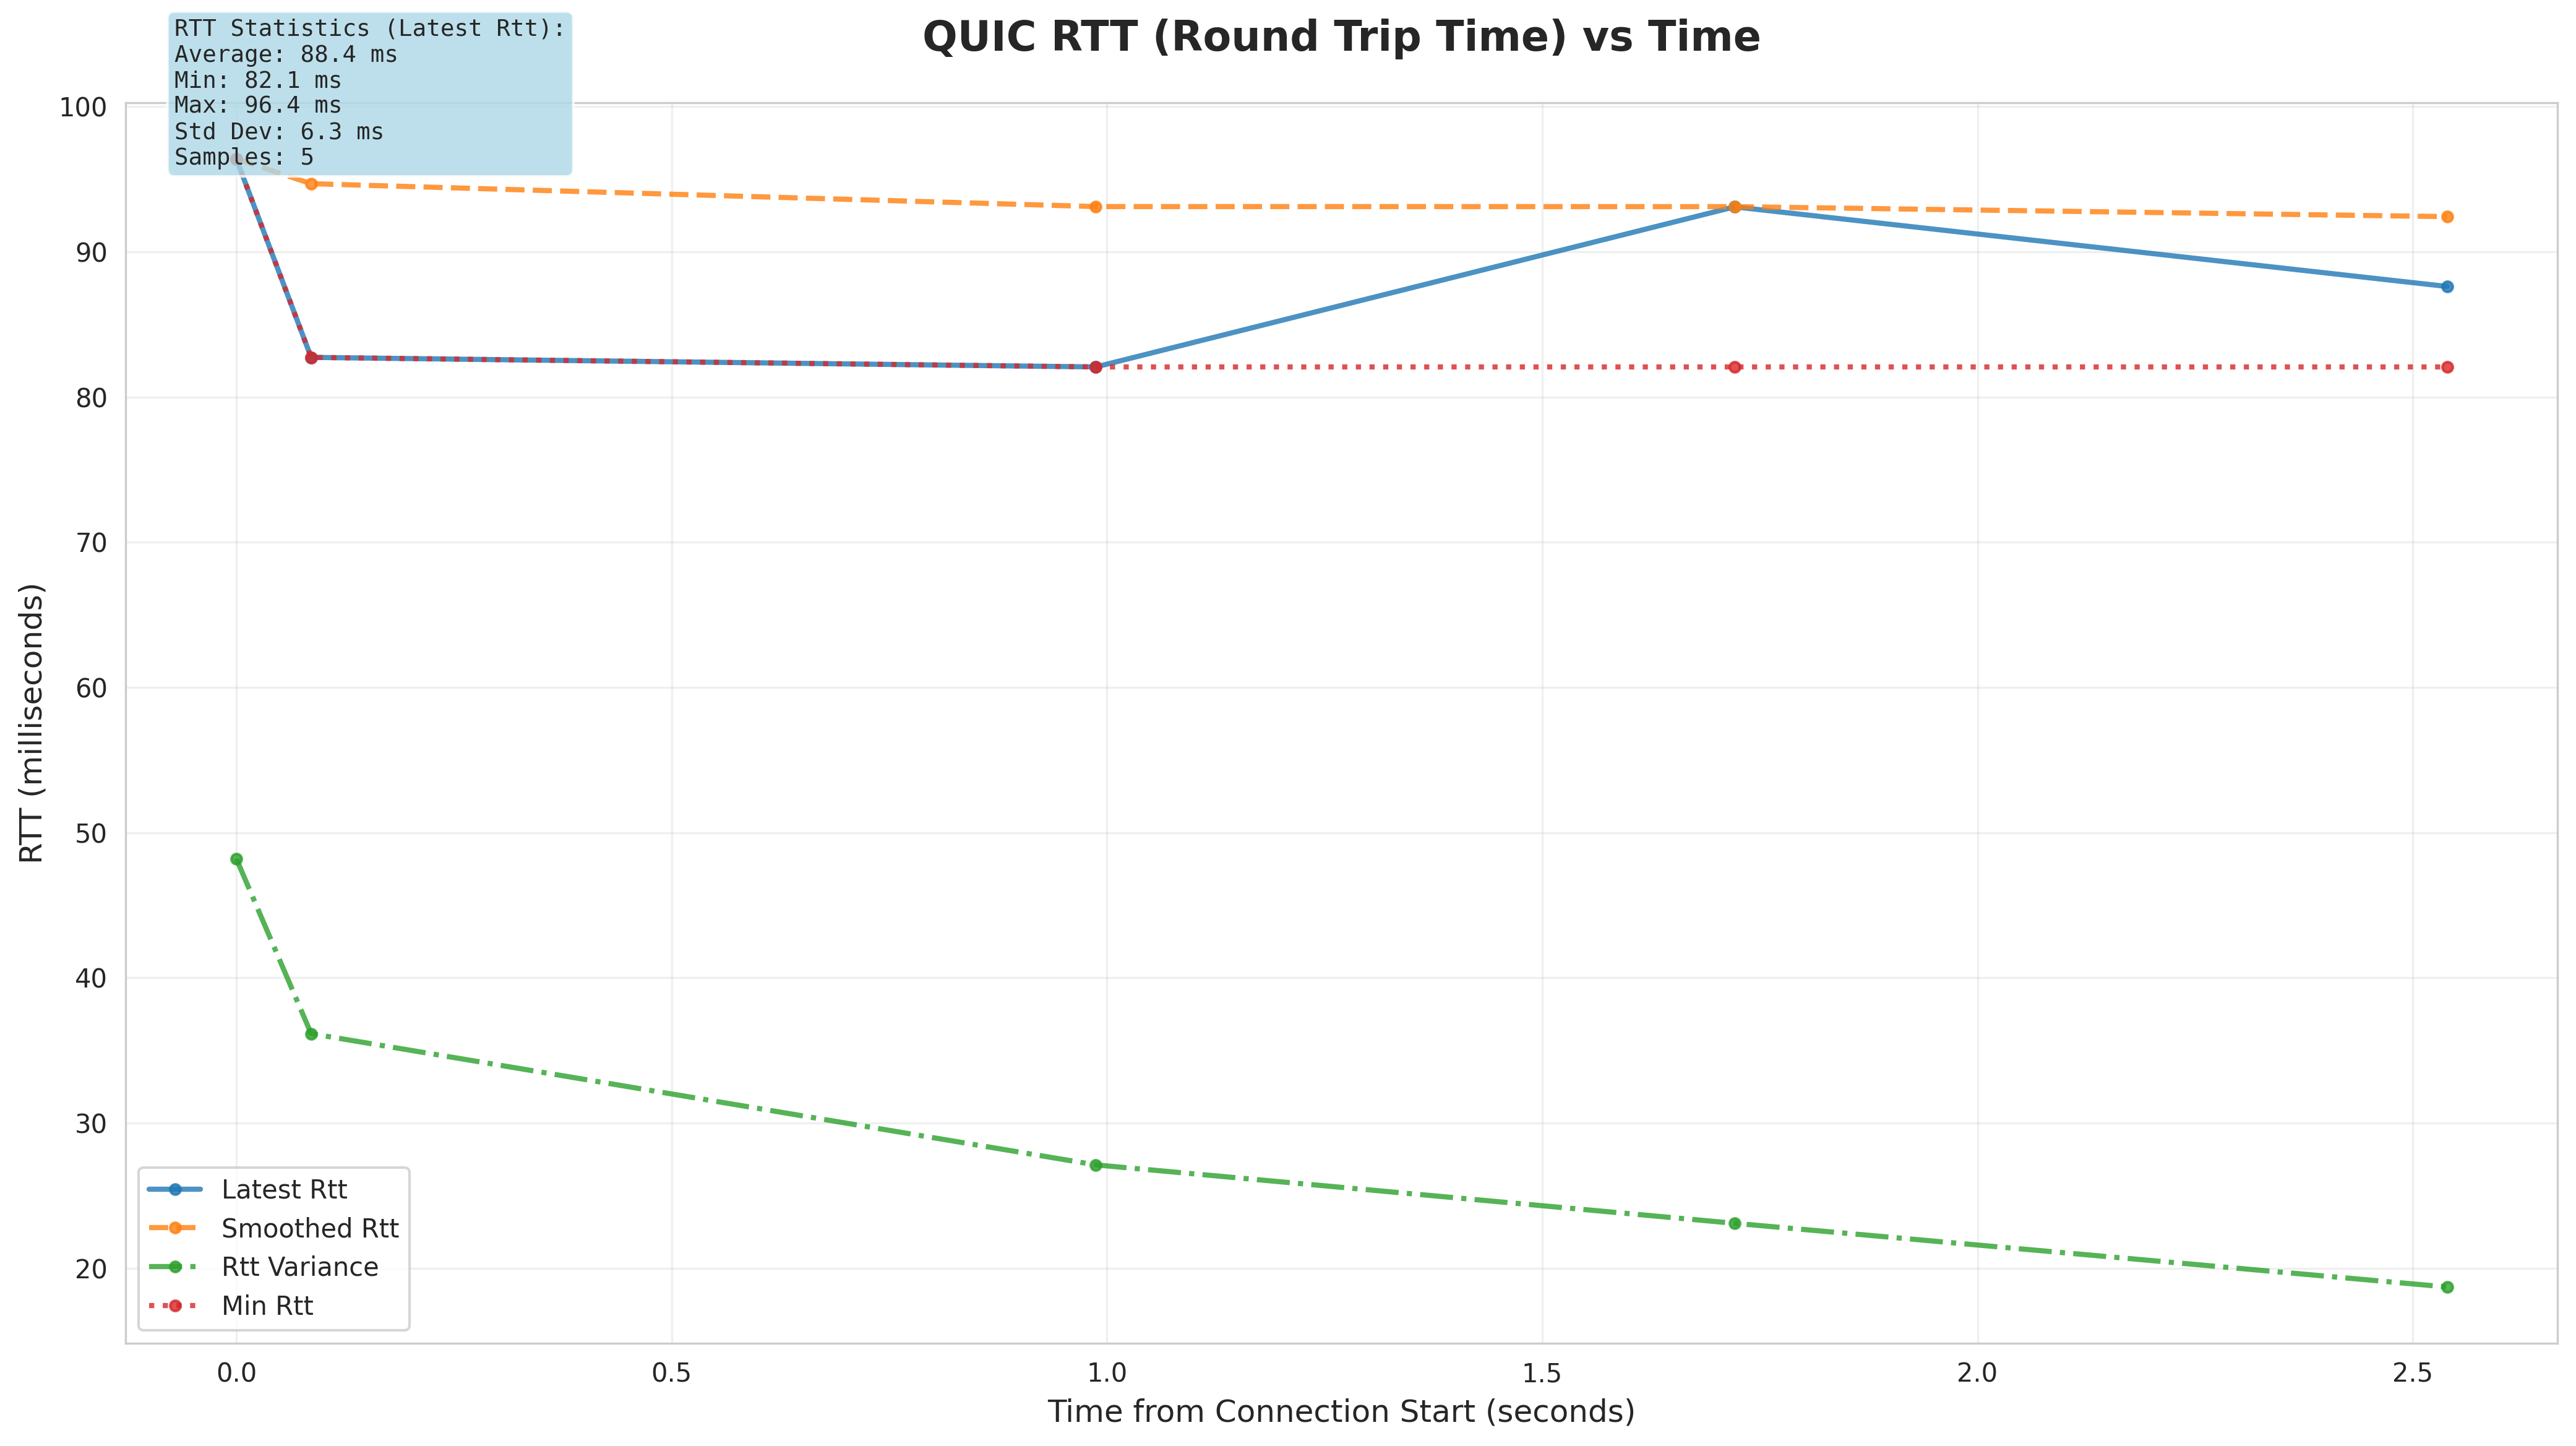 QUIC RTT (Round Trip Time) vs Time
RTT Statistics (Latest Rtt):
Average: 88.4 ms
Min: 82.1 ms
Max: 96.4 ms
Std Dev: 6.3 ms
Samples: 5
RTT (milliseconds)
100
90
80
70
60
50
40
30
20
Latest Rtt
Smoothed Rtt
Rtt Variance
Min Rtt
0.0
0.5
1.0
1.5
2.0
2.5
Time from Connection Start (seconds)